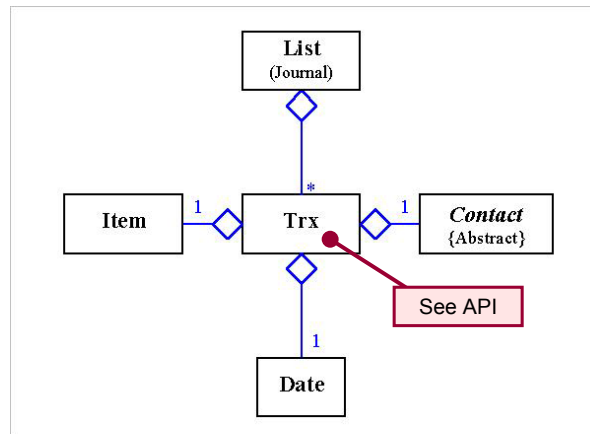 List
(Journal)
*
Item
1
Trx
1
Contact
{Abstract}
See API
1
Date